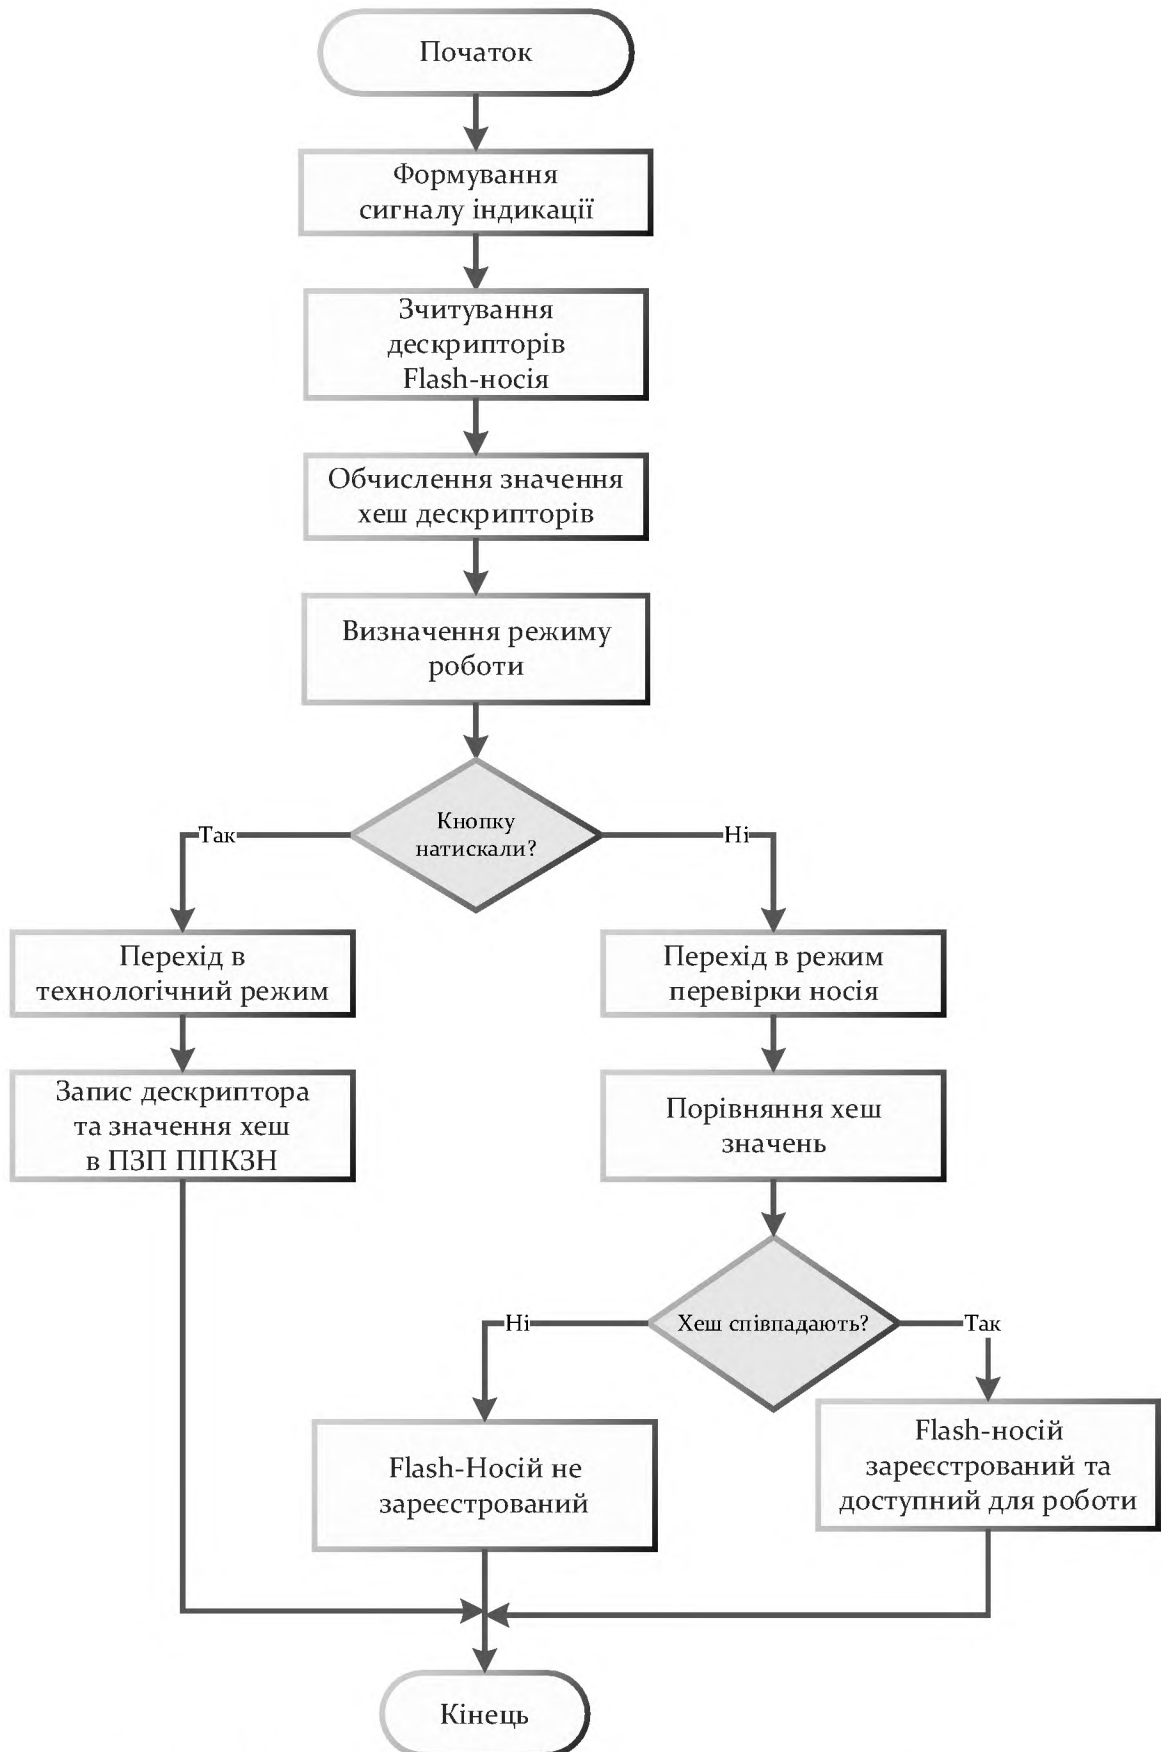 Початок
Формування
сигналу індикації
Зчитування
дескрипторів
Flash-носія
Обчислення значення
хеш дескрипторів
Визначення режиму
роботи
Кнопку
натискали?
Так
Ні
Перехід в
технологічний режим
Перехід в режим
перевірки носія
Запис дескриптора
та значення хеш
в ПЗП ППКЗН
Порівняння хеш
значень
Хеш співпадають?
Ні
Так
Flash-Носій не
зареєстрований
Flash-носій
зареєстрований та
доступний для роботи
Кінець